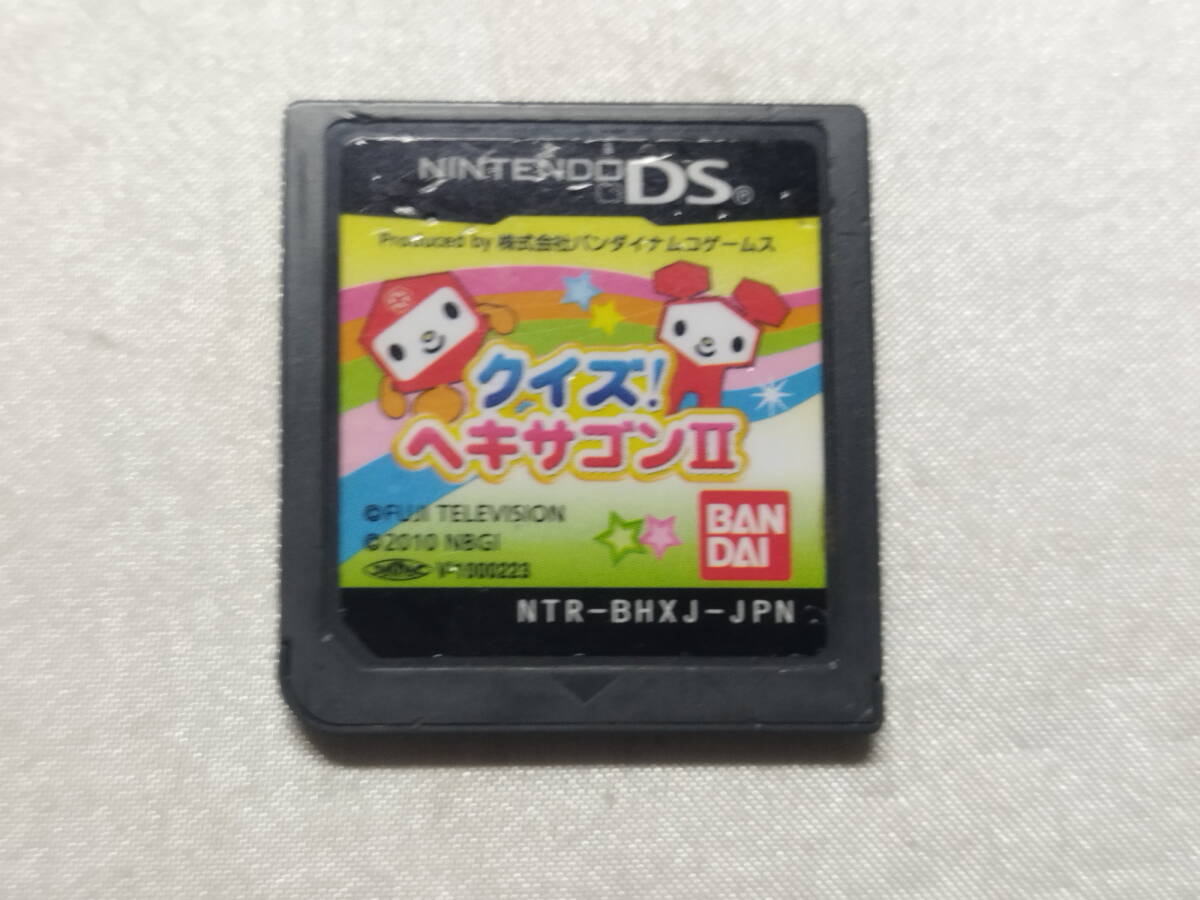 NINTENDO DS®
Produced by 株式会社バンダイナムコゲームス
クイズ!
ヘキサゴンII
©FUJI TELEVISION
©2010 NBGI
V-1000223
BAN
DAI
NTR-BHXJ-JPN